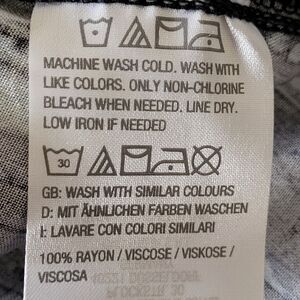 MACHINE WASH COLD. WASH WITH
LIKE COLORS. ONLY NON-CHLORINE
BLEACH WHEN NEEDED. LINE DRY.
LOW IRON IF NEEDED
30
GB: WASH WITH SIMILAR COLOURS
D: MIT ÄHNLICHEN FARBEN WASCHEN
I: LAVARE CON COLORI SIMILARI
100% RAYON / VISCOSE / VISKOSE /
VISCOSA